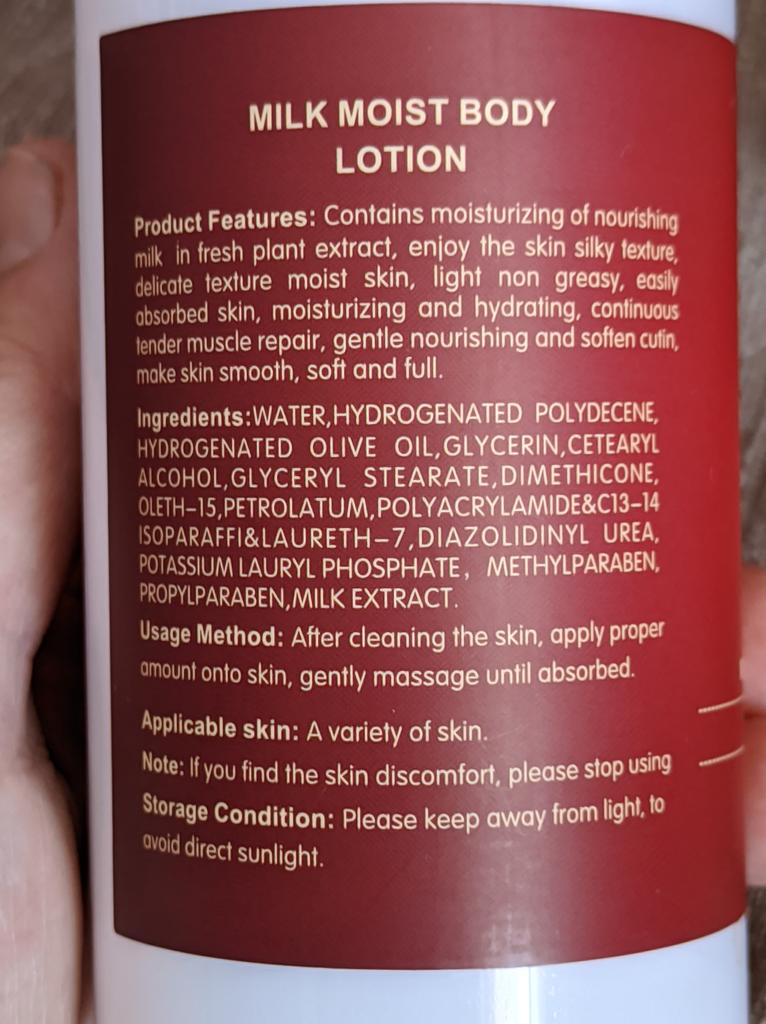 MILK MOIST BODY
LOTION
Product Features: Contains moisturizing of nourishing
milk in fresh plant extract, enjoy the skin silky texture,
delicate texture moist skin, light non greasy, easily
absorbed skin, moisturizing and hydrating, continuous
tender muscle repair, gentle nourishing and soften cutin,
make skin smooth, soft and full.
Ingredients:WATER,HYDROGENATED POLYDECENE,
HYDROGENATED OLIVE OIL,GLYCERIN,CETEARYL
ALCOHOL,GLYCERYL STEARATE,DIMETHICONE,
OLETH-15,PETROLATUM,POLYACRYLAMIDE&C13-14
ISOPARAFFI&LAURETH-7,DIAZOLIDINYL UREA,
POTASSIUM LAURYL PHOSPHATE, METHYLPARABEN,
PROPYLPARABEN,MILK EXTRACT.
Usage Method: After cleaning the skin, apply proper
amount onto skin, gently massage until absorbed.
Applicable skin: A variety of skin.
Note: If you find the skin discomfort, please stop using
Storage Condition: Please keep away from light, to
avoid direct sunlight.